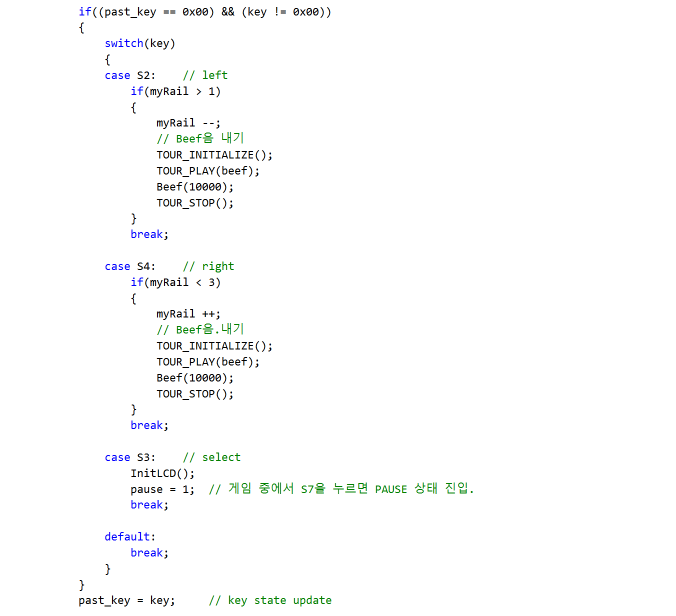 if((past_key == 0x00) && (key != 0x00))
{
switch(key)
{
case S2: // left
if(myRail > 1)
{
myRail --;
// Beef음 내기
TOUR_INITIALIZE();
TOUR_PLAY(beef);
Beef(10000);
TOUR_STOP();
}
break;
case S4: // right
if(myRail < 3)
{
myRail ++;
// Beef음.내기
TOUR_INITIALIZE();
TOUR_PLAY(beef);
Beef(10000);
TOUR_STOP();
}
break;
case S3: // select
InitLCD();
pause = 1; // 게임 중에서 S7을 누르면 PAUSE 상태 진입.
break;
default:
break;
}
}
past_key = key; // key state update